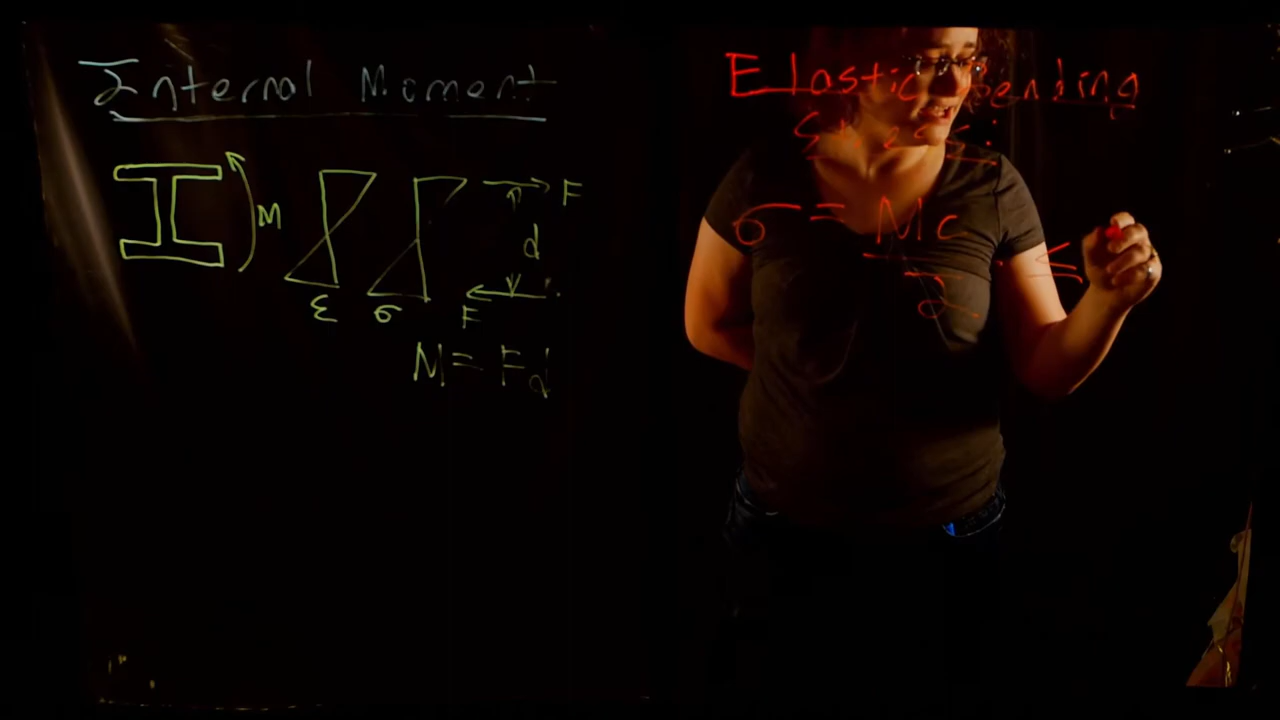 Internal Moment
M
F
d
ε σ F
M = Fd
Elastic Bending
Stress:
σ = Mc / I ≤